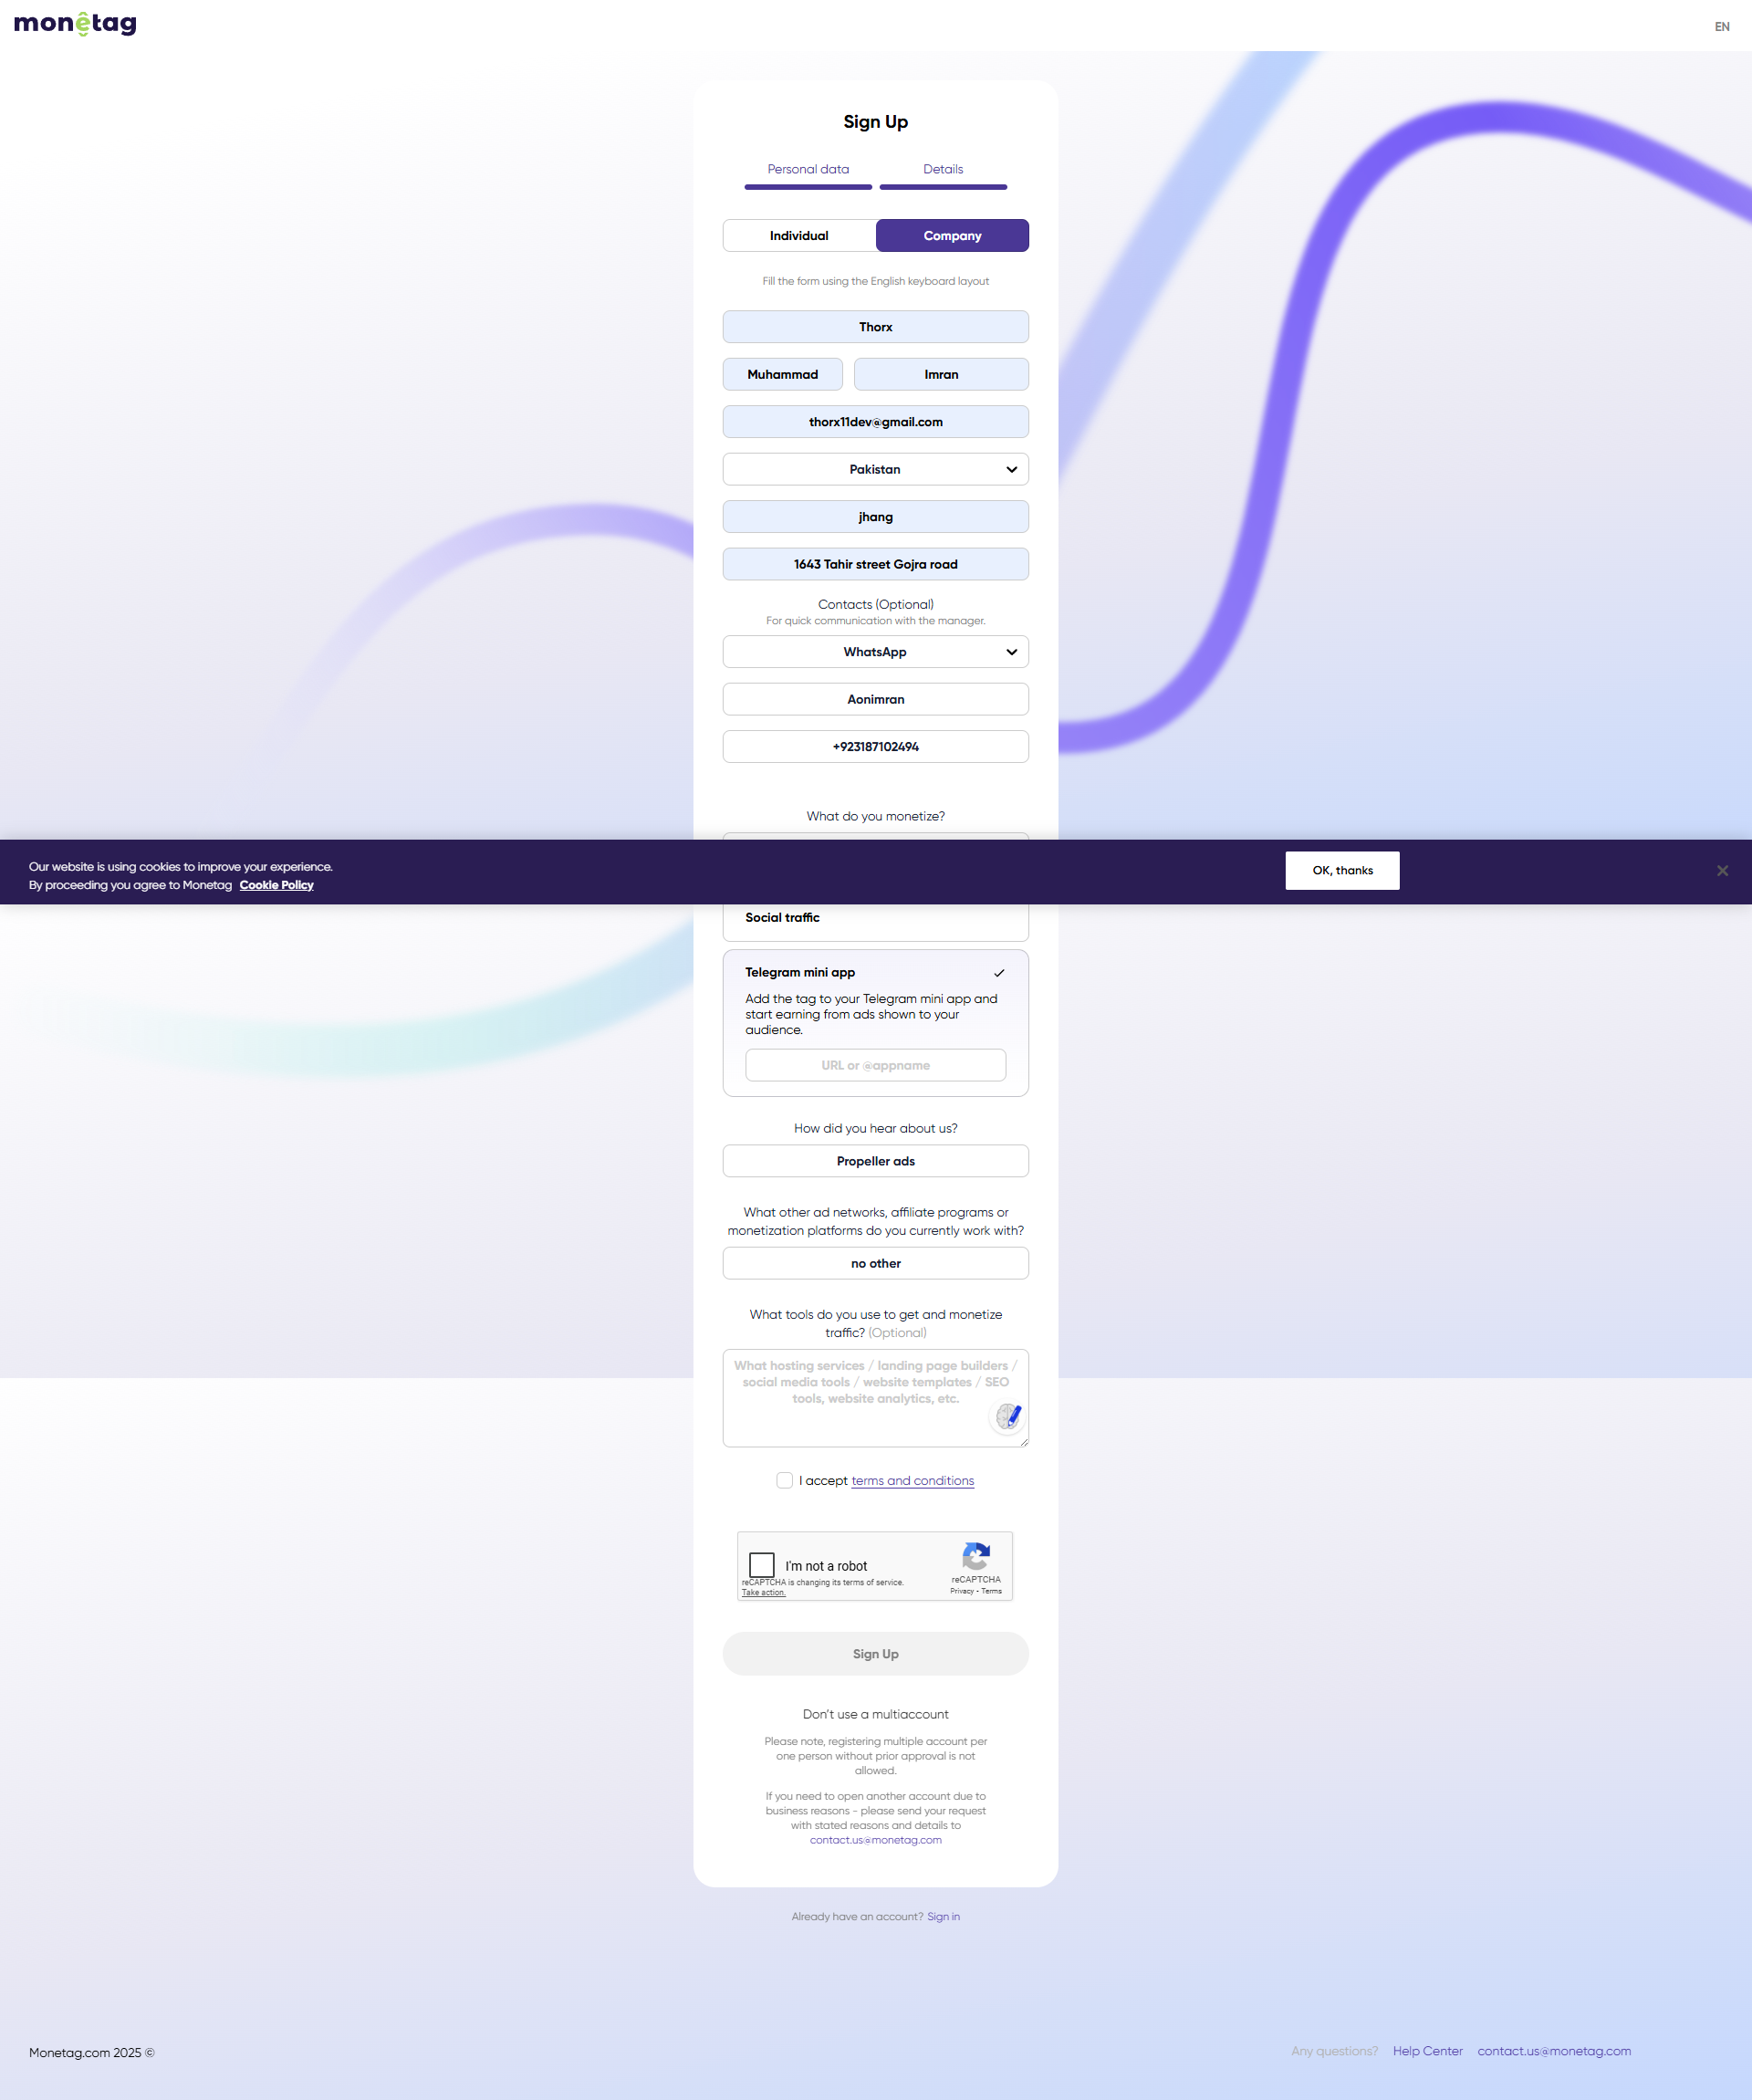 monetag
EN
Sign Up
Personal data
Details
Individual
Company
Fill the form using the English keyboard layout
Thorx
Muhammad
Imran
thorx11dev@gmail.com
Pakistan
jhang
1643 Tahir street Gojra road
Contacts (Optional)
For quick communication with the manager.
WhatsApp
Aonimran
+923187102494
What do you monetize?
Our website is using cookies to improve your experience.
By proceeding you agree to Monetag Cookie Policy
OK, thanks
Social traffic
Telegram mini app
Add the tag to your Telegram mini app and
start earning from ads shown to your
audience.
URL or @appname
How did you hear about us?
Propeller ads
What other ad networks, affiliate programs or
monetization platforms do you currently work with?
no other
What tools do you use to get and monetize
traffic? (Optional)
What hosting services / landing page builders /
social media tools / website templates / SEO
tools, website analytics, etc.
I accept terms and conditions
I'm not a robot
reCAPTCHA is changing its terms of service.
Take action.
reCAPTCHA
Privacy - Terms
Sign Up
Don't use a multiaccount
Please note, registering multiple account per
one person without prior approval is not
allowed.
If you need to open another account due to
business reasons - please send your request
with stated reasons and details to
contact.us@monetag.com
Already have an account? Sign in
Monetag.com 2025 ©
Any questions? Help Center contact.us@monetag.com